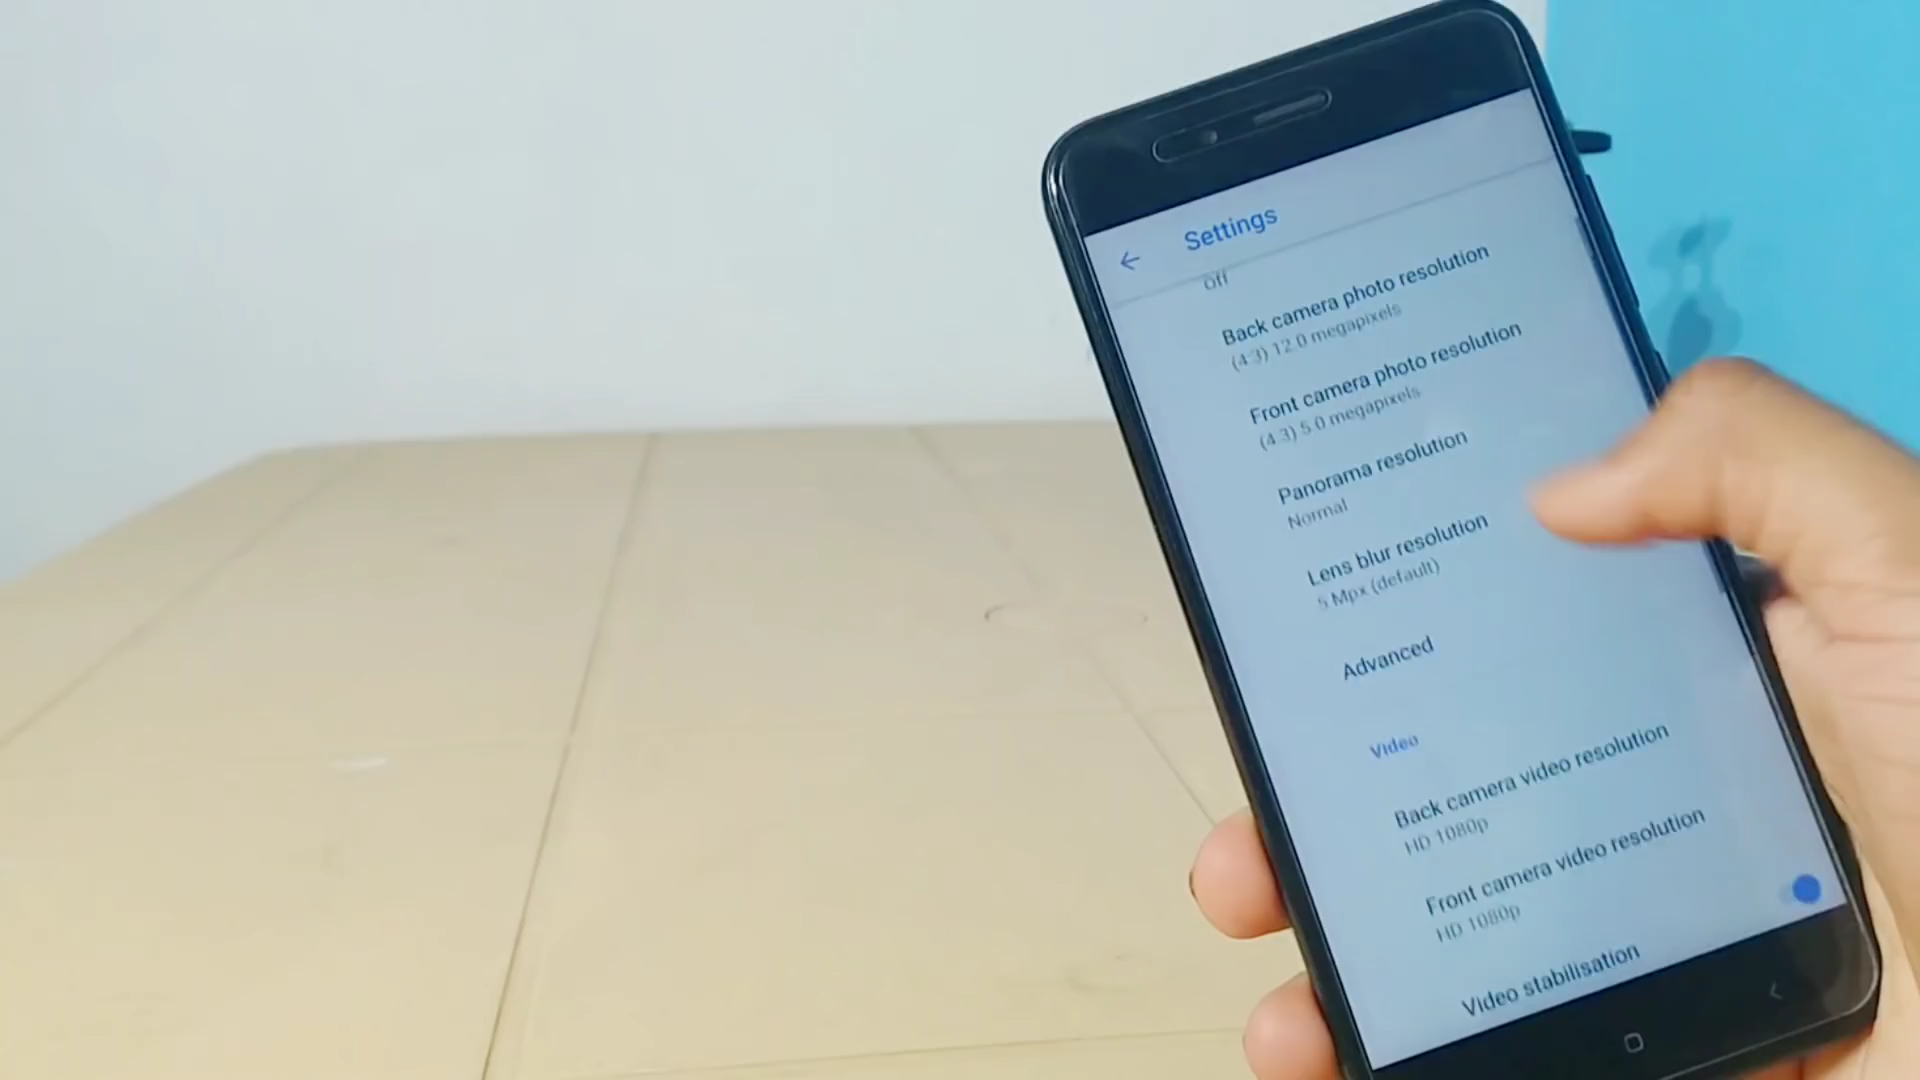 Settings
Off
Back camera photo resolution
(4:3) 12.0 megapixels
Front camera photo resolution
(4:3) 5.0 megapixels
Panorama resolution
Normal
Lens blur resolution
5 Mpx (default)
Advanced
Video
Back camera video resolution
HD 1080p
Front camera video resolution
HD 1080p
Video stabilisation